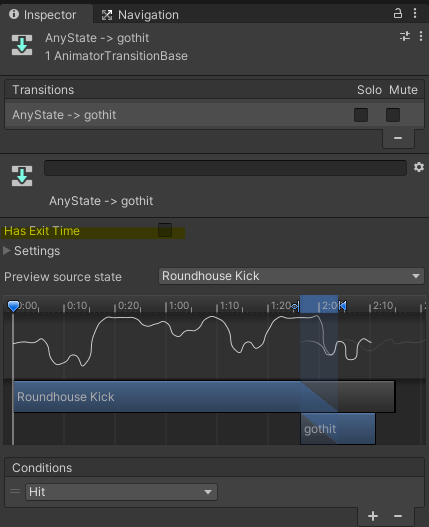 Inspector Navigation
AnyState -> gothit
1 AnimatorTransitionBase
Transitions Solo Mute
AnyState -> gothit
AnyState -> gothit
Has Exit Time
Settings
Preview source state Roundhouse Kick
0:00 0:10 0:20 1:00 1:10 1:20 2:00 2:10
Roundhouse Kick
gothit
Conditions
Hit